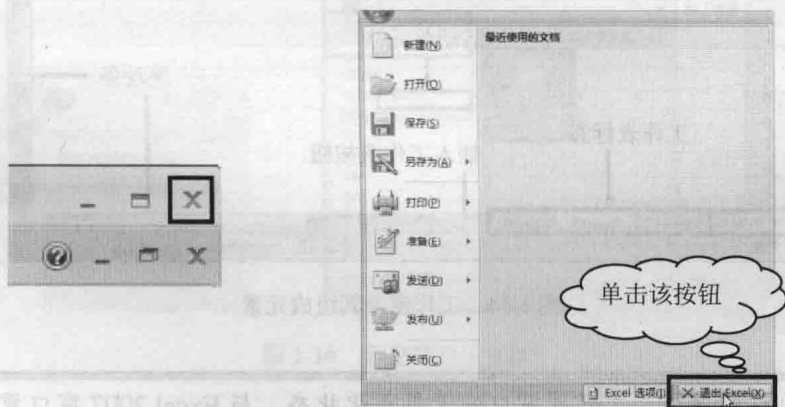 最近使用的文档
新建(N)
打开(O)
保存(S)
另存为(A)
打印(P)
准备(E)
发送(D)
发布(U)
关闭(C)
单击该按钮
Excel 选项(I)
退出 Excel(X)